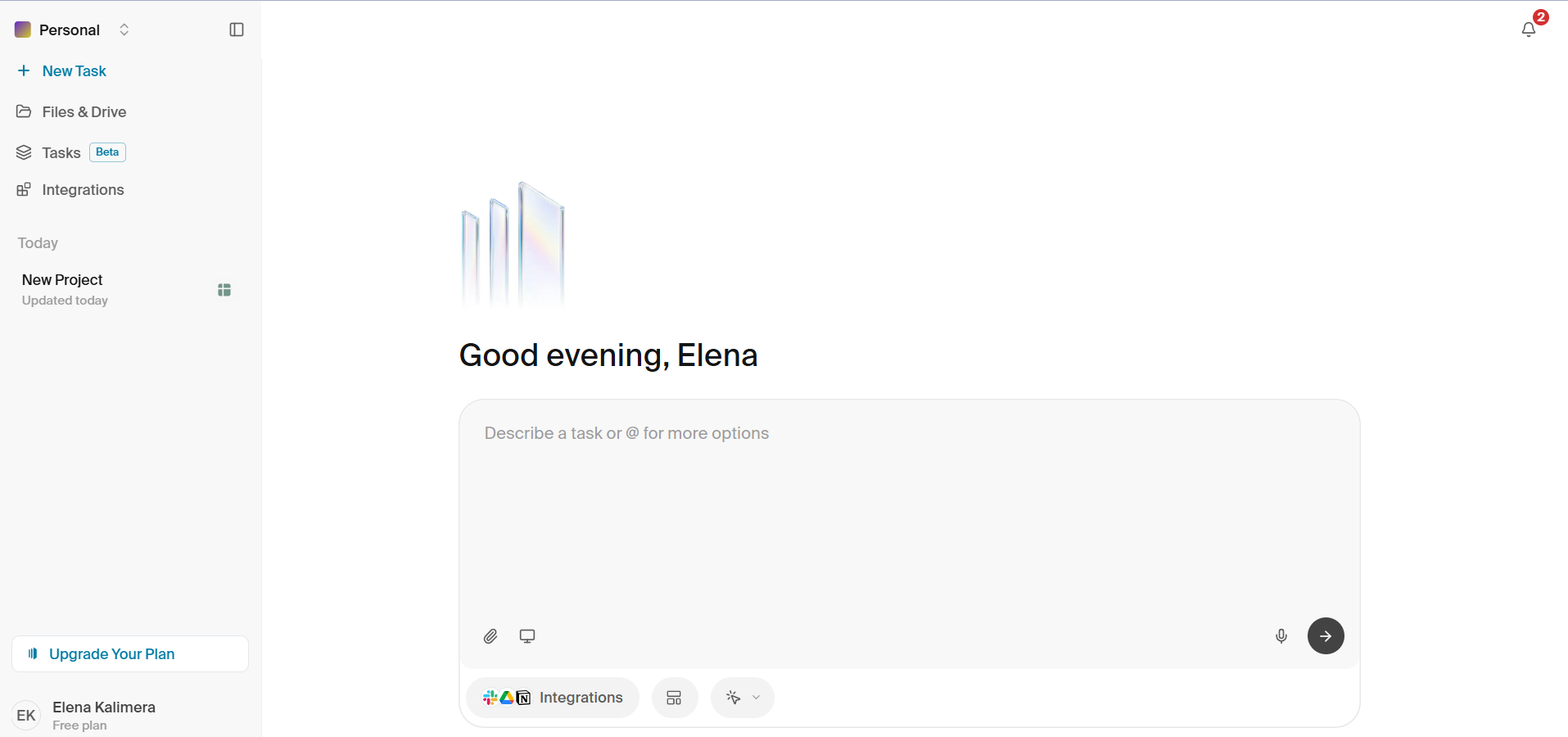 Personal
2
New Task
Files & Drive
Tasks Beta
Integrations
Today
New Project
Updated today
Good evening, Elena
Describe a task or @ for more options
Upgrade Your Plan
Integrations
EK
Elena Kalimera
Free plan